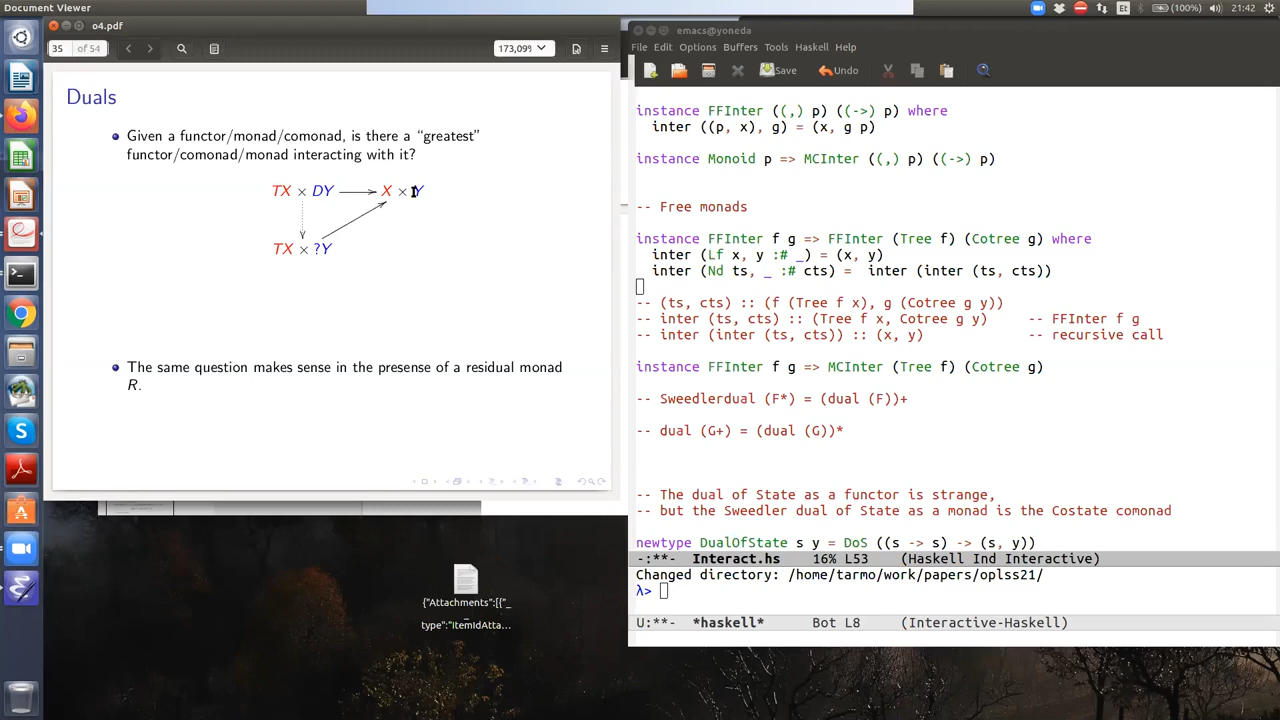 Document Viewer
Et
(100%)
21:42
o4.pdf
35 of 54
173,09%
Duals
Given a functor/monad/comonad, is there a “greatest”
functor/comonad/monad interacting with it?
TX × DY X × Y
TX × ?Y
The same question makes sense in the presense of a residual monad
R.
emacs@yoneda
File Edit Options Buffers Tools Haskell Help
Save Undo
instance FFInter ((,) p) ((->) p) where
inter ((p, x), g) = (x, g p)
instance Monoid p => MCInter ((,) p) ((->) p)
-- Free monads
instance FFInter f g => FFInter (Tree f) (Cotree g) where
inter (Lf x, y :# _) = (x, y)
inter (Nd ts, _ :# cts) =  inter (inter (ts, cts))
-- (ts, cts) :: (f (Tree f x), g (Cotree g y))
-- inter (ts, cts) :: (Tree f x, Cotree g y) -- FFInter f g
-- inter (inter (ts, cts)) :: (x, y) -- recursive call
instance FFInter f g => MCInter (Tree f) (Cotree g)
-- Sweedlerdual (F*) = (dual (F))+
-- dual (G+) = (dual (G))*
-- The dual of State as a functor is strange,
-- but the Sweedler dual of State as a monad is the Costate comonad
newtype DualOfState s y = DoS ((s -> s) -> (s, y))
-:**- Interact.hs 16% L53 (Haskell Ind Interactive)
Changed directory: /home/tarmo/work/papers/oplss21/
λ>
U:**- *haskell* Bot L8 (Interactive-Haskell)
{"Attachments":[{"_
_
type":"ItemIdAtta...